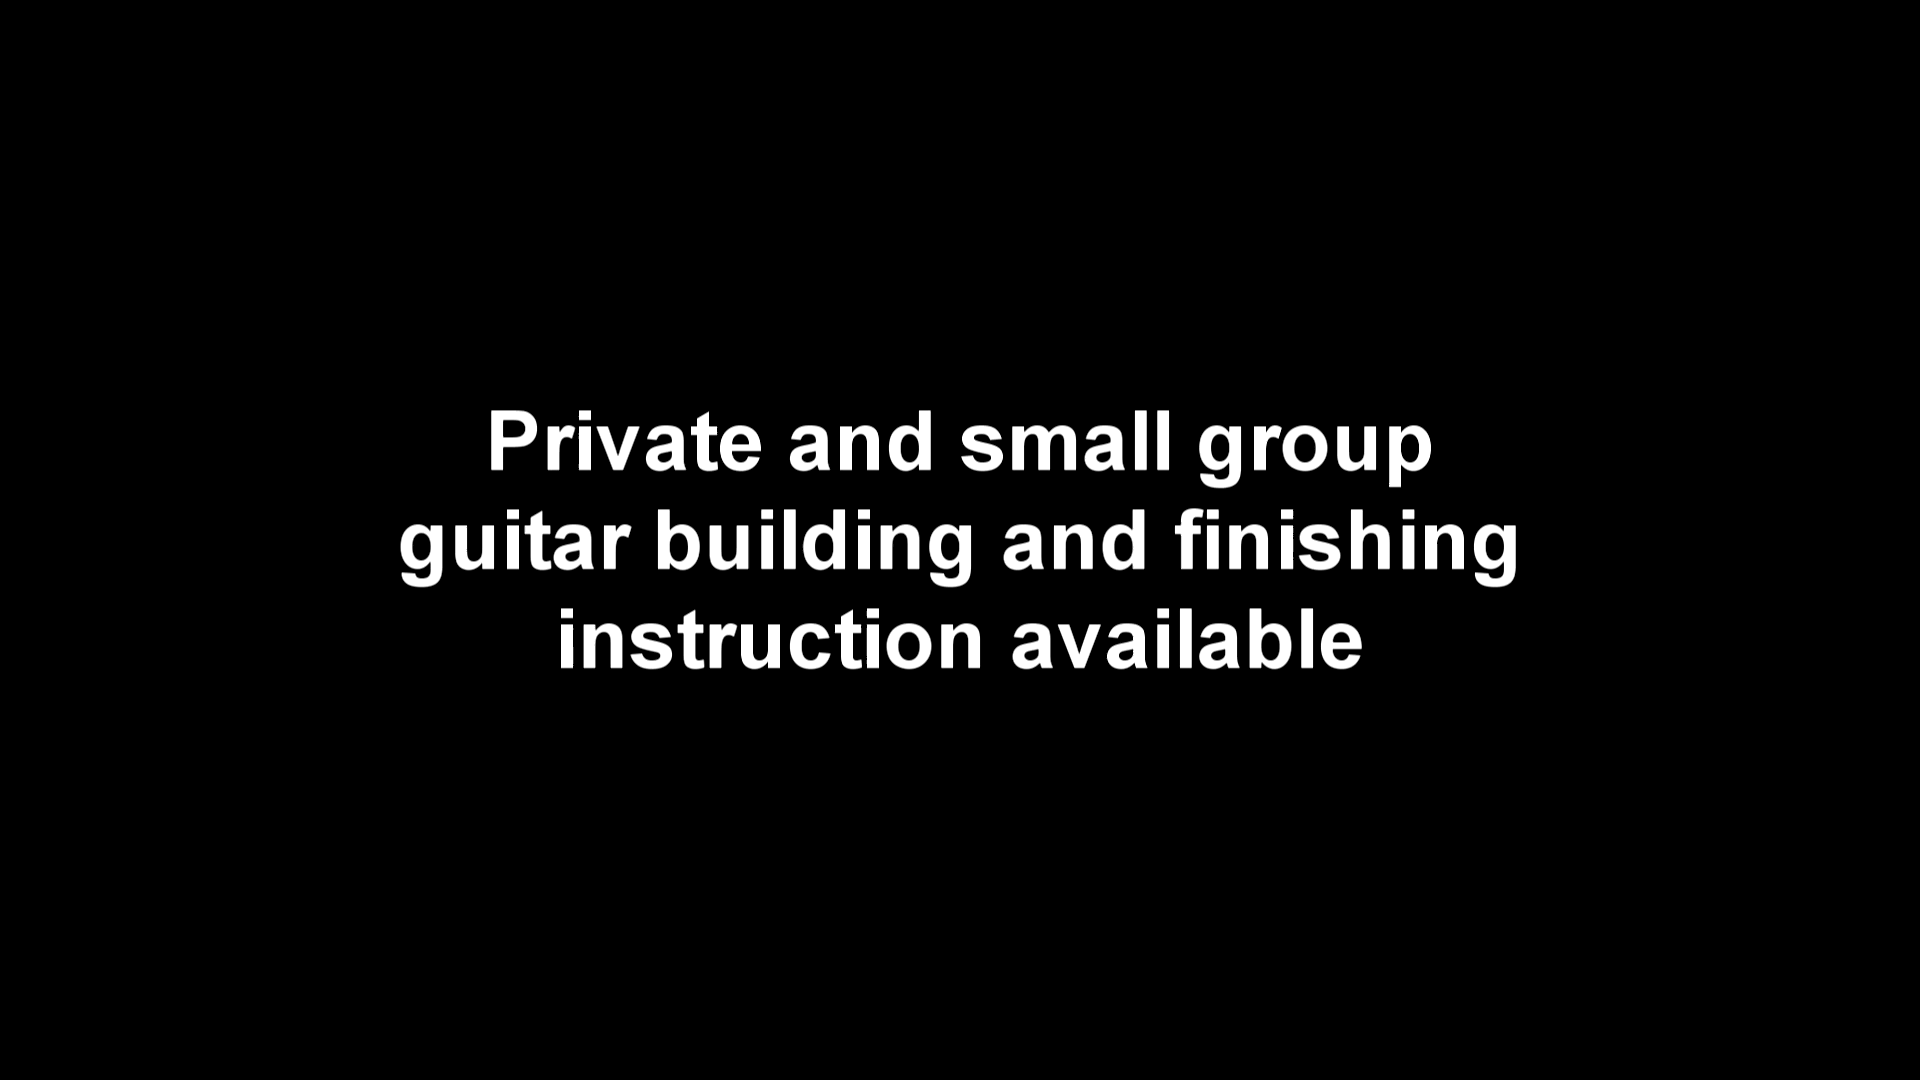 Private and small group
guitar building and finishing
instruction available